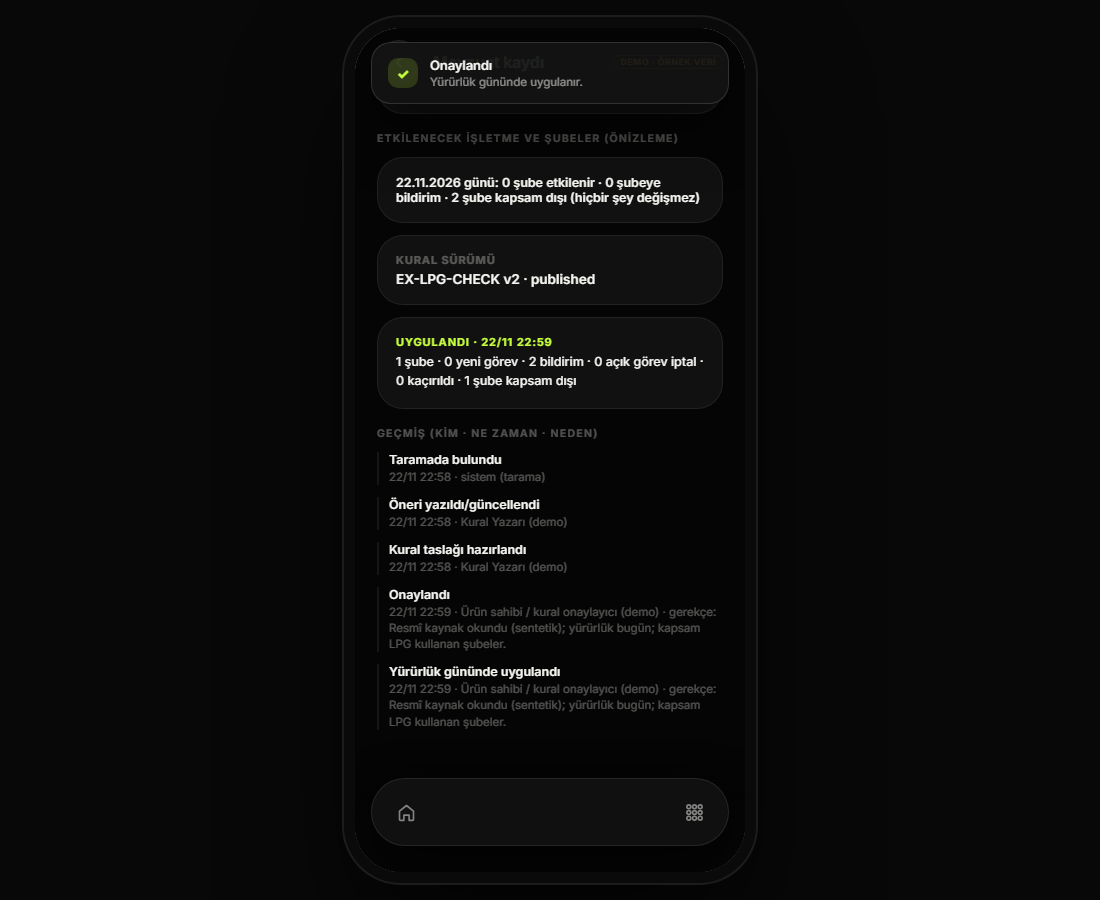 Onaylandı
Yürürlük gününde uygulanır.
kaydı
DEMO · ÖRNEK VERİ
ETKİLENECEK İŞLETME VE ŞUBELER (ÖNİZLEME)
22.11.2026 günü: 0 şube etkilenir · 0 şubeye
bildirim · 2 şube kapsam dışı (hiçbir şey değişmez)
KURAL SÜRÜMÜ
EX-LPG-CHECK v2 · published
UYGULANDI · 22/11 22:59
1 şube · 0 yeni görev · 2 bildirim · 0 açık görev iptal ·
0 kaçırıldı · 1 şube kapsam dışı
GEÇMİŞ (KİM · NE ZAMAN · NEDEN)
Taramada bulundu
22/11 22:58 · sistem (tarama)
Öneri yazıldı/güncellendi
22/11 22:58 · Kural Yazarı (demo)
Kural taslağı hazırlandı
22/11 22:58 · Kural Yazarı (demo)
Onaylandı
22/11 22:59 · Ürün sahibi / kural onaylayıcı (demo) · gerekçe:
Resmî kaynak okundu (sentetik); yürürlük bugün; kapsam
LPG kullanan şubeler.
Yürürlük gününde uygulandı
22/11 22:59 · Ürün sahibi / kural onaylayıcı (demo) · gerekçe:
Resmî kaynak okundu (sentetik); yürürlük bugün; kapsam
LPG kullanan şubeler.